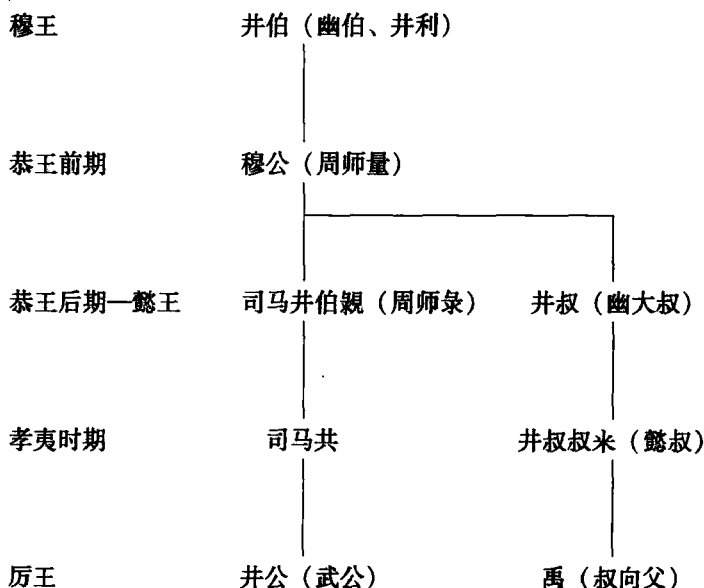 穆王 井伯（幽伯、井利）
恭王前期 穆公（周师量）
恭王后期—懿王 司马井伯親（周师彔） 井叔（幽大叔）
孝夷时期 司马共 井叔叔釆（懿叔）
厉王 井公（武公） 禹（叔向父）